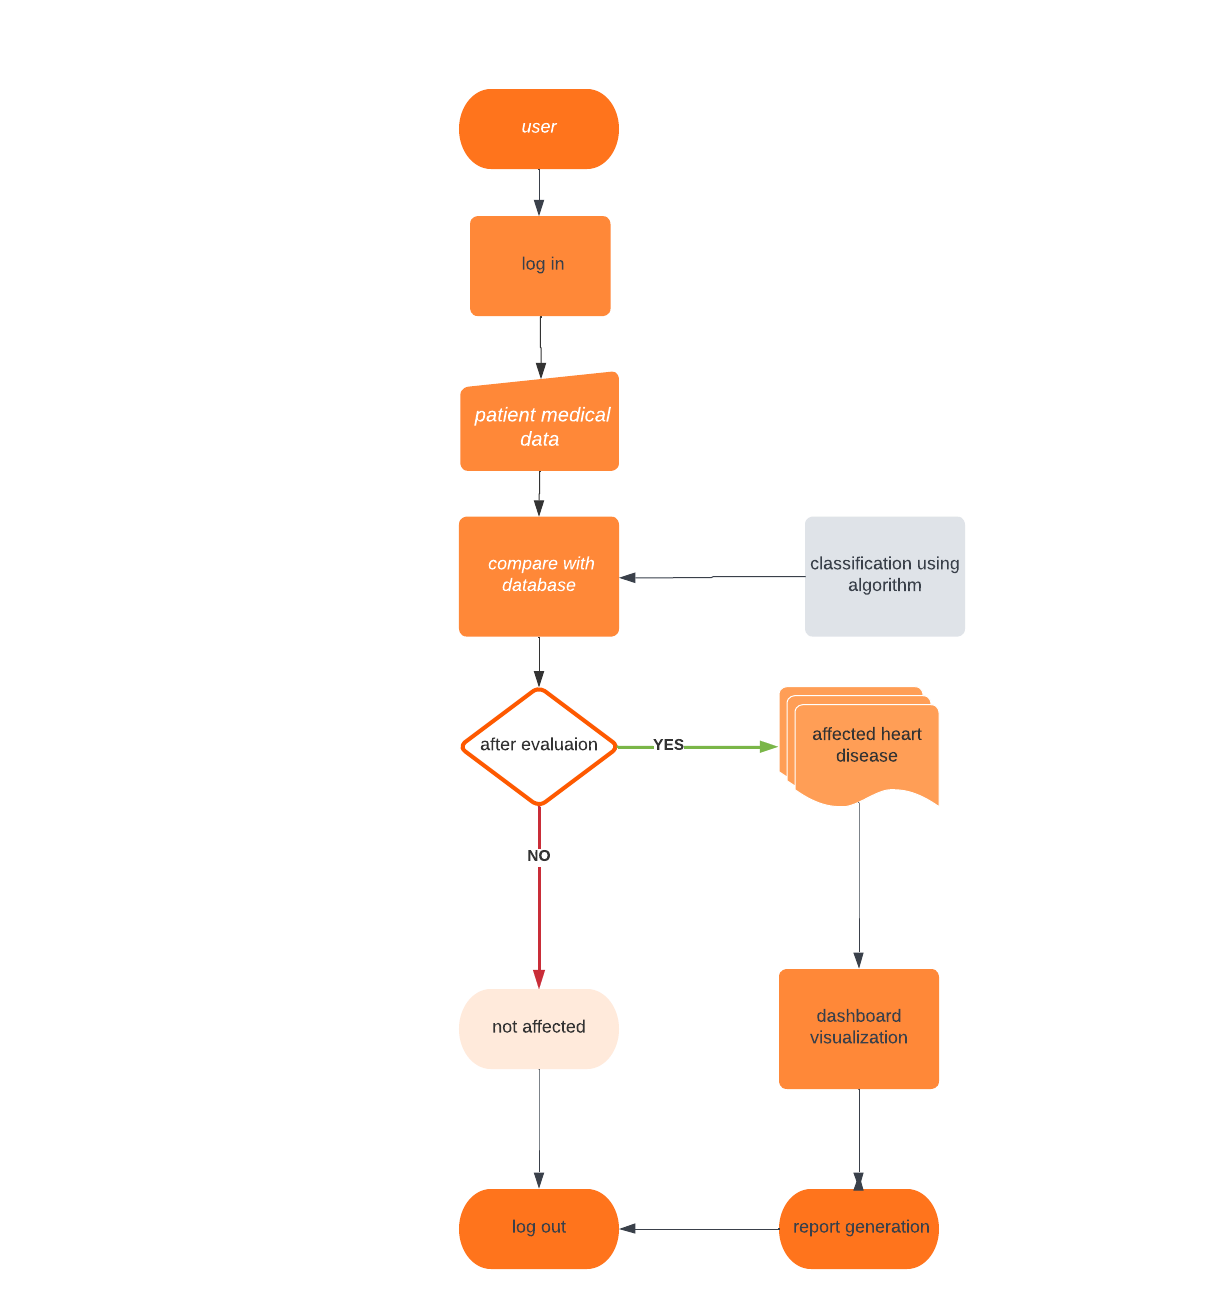 user
log in
patient medical
data
compare with
database
classification using
algorithm
after evaluaion
YES
affected heart
disease
NO
not affected
dashboard
visualization
log out
report generation